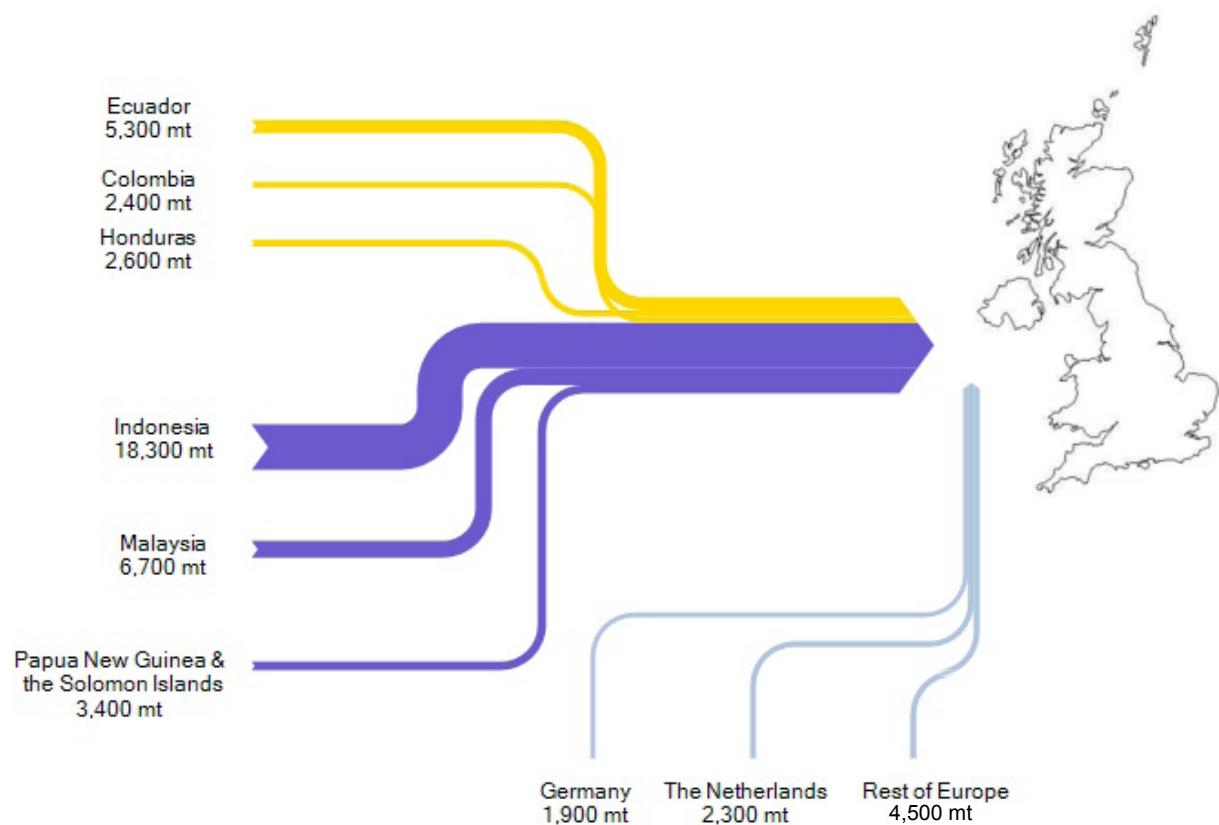 Ecuador
5,300 mt
Colombia
2,400 mt
Honduras
2,600 mt
Indonesia
18,300 mt
Malaysia
6,700 mt
Papua New Guinea &
the Solomon Islands
3,400 mt
Germany
1,900 mt
The Netherlands
2,300 mt
Rest of Europe
4,500 mt